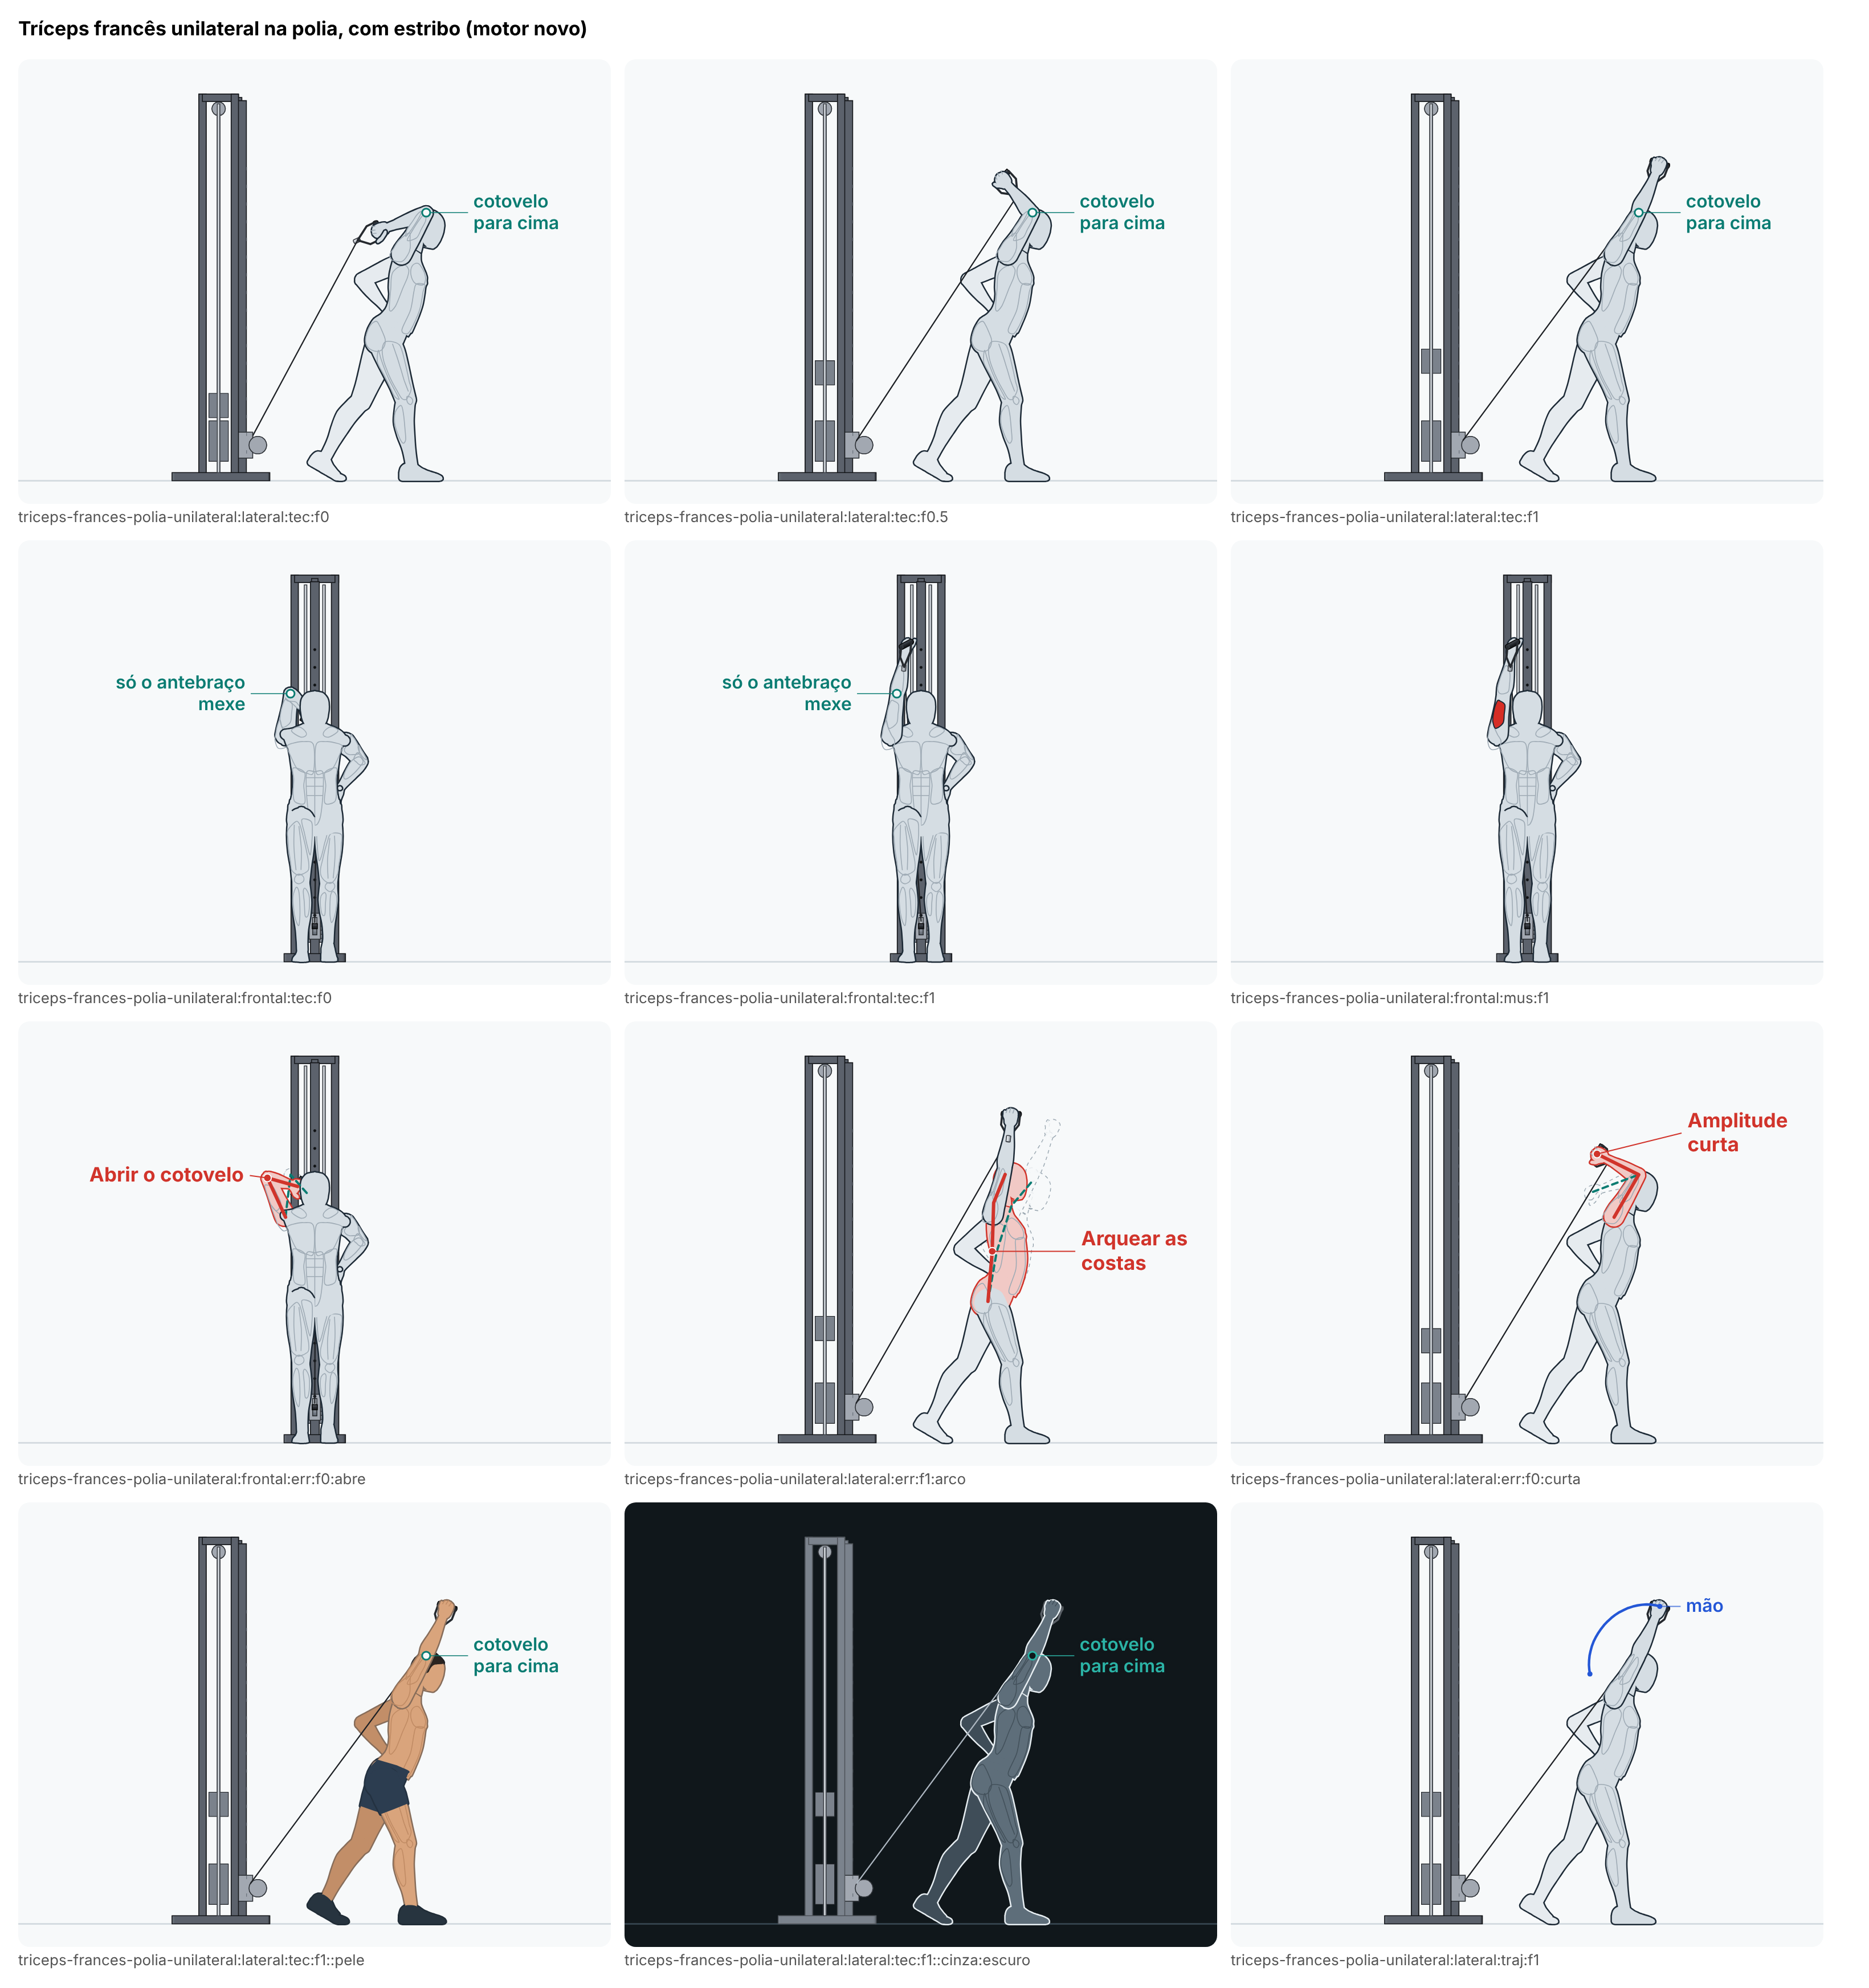 Tríceps francês unilateral na polia, com estribo (motor novo)
cotovelo
para cima
cotovelo
para cima
cotovelo
para cima
triceps-frances-polia-unilateral:lateral:tec:f0
triceps-frances-polia-unilateral:lateral:tec:f0.5
triceps-frances-polia-unilateral:lateral:tec:f1
só o antebraço
mexe
só o antebraço
mexe
triceps-frances-polia-unilateral:frontal:tec:f0
triceps-frances-polia-unilateral:frontal:tec:f1
triceps-frances-polia-unilateral:frontal:mus:f1
Abrir o cotovelo
Arquear as
costas
Amplitude
curta
triceps-frances-polia-unilateral:frontal:err:f0:abre
triceps-frances-polia-unilateral:lateral:err:f1:arco
triceps-frances-polia-unilateral:lateral:err:f0:curta
cotovelo
para cima
cotovelo
para cima
mão
triceps-frances-polia-unilateral:lateral:tec:f1::pele
triceps-frances-polia-unilateral:lateral:tec:f1::cinza:escuro
triceps-frances-polia-unilateral:lateral:traj:f1